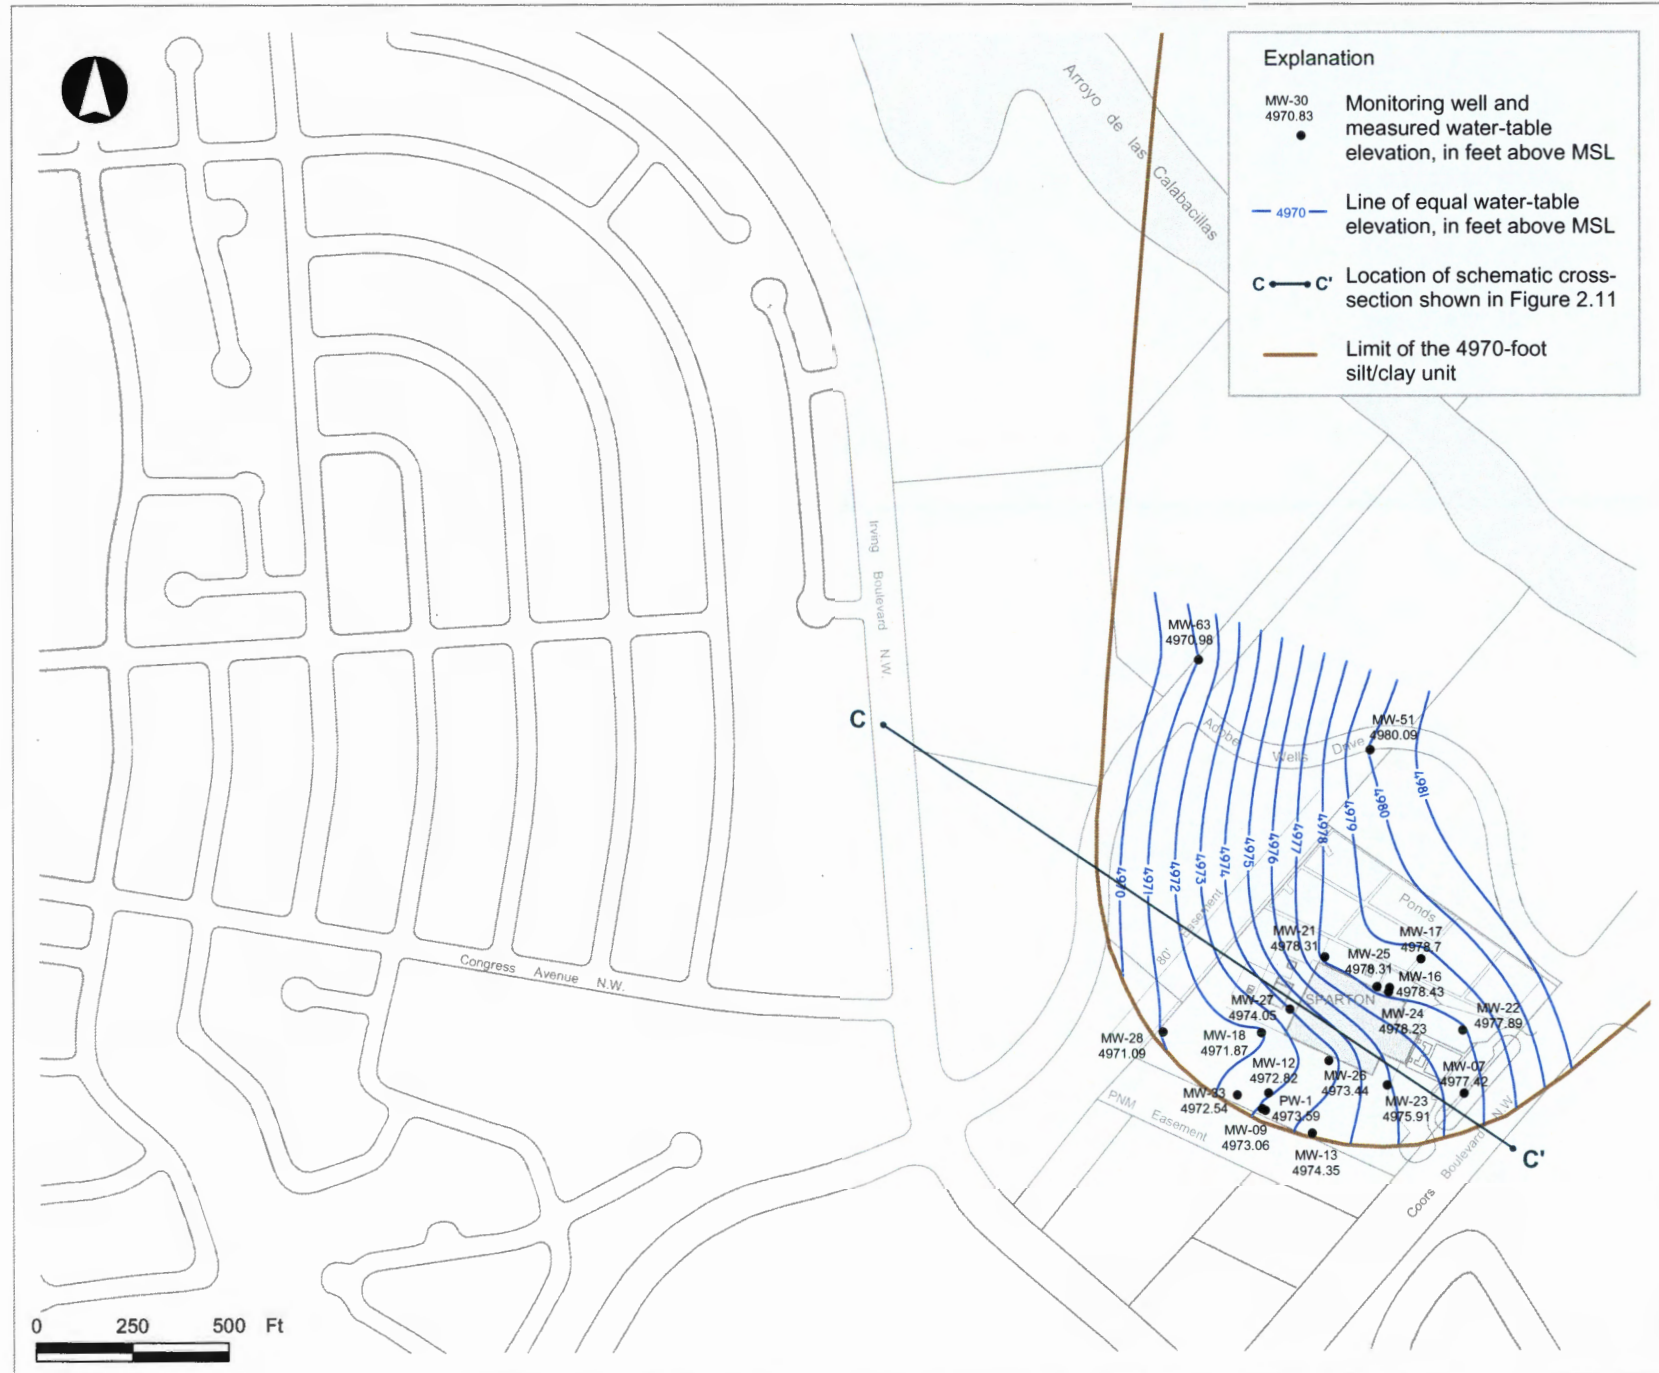 Explanation
MW-30
4970.83
Monitoring well and
measured water-table
elevation, in feet above MSL
4970
Line of equal water-table
elevation, in feet above MSL
C C' Location of schematic cross-
section shown in Figure 2.11
Limit of the 4970-foot
silt/clay unit
Arroyo de las Calabacillas
Irving Boulevard N.W.
MW-63
4970.98
C
MW-51
4980.09
Adobe Wells Drive
4970
4971
4972
4973
4974
4975
4976
4977
4978
4979
4980
4981
80' Easement
Ponds
MW-21
4978.31
MW-17
4978.7
MW-25
4978.31
MW-16
4978.43
SPARTON
MW-27
4974.05
MW-24
4978.23
MW-22
4977.89
MW-28
4971.09
MW-18
4971.87
MW-12
4972.82
MW-26
4973.44
MW-07
4977.42
MW-33
4972.54
PW-1
4973.59
MW-23
4975.91
MW-09
4973.06
MW-13
4974.35
PNM Easement
C'
Coors Boulevard N.W.
Congress Avenue N.W.
0 250 500 Ft